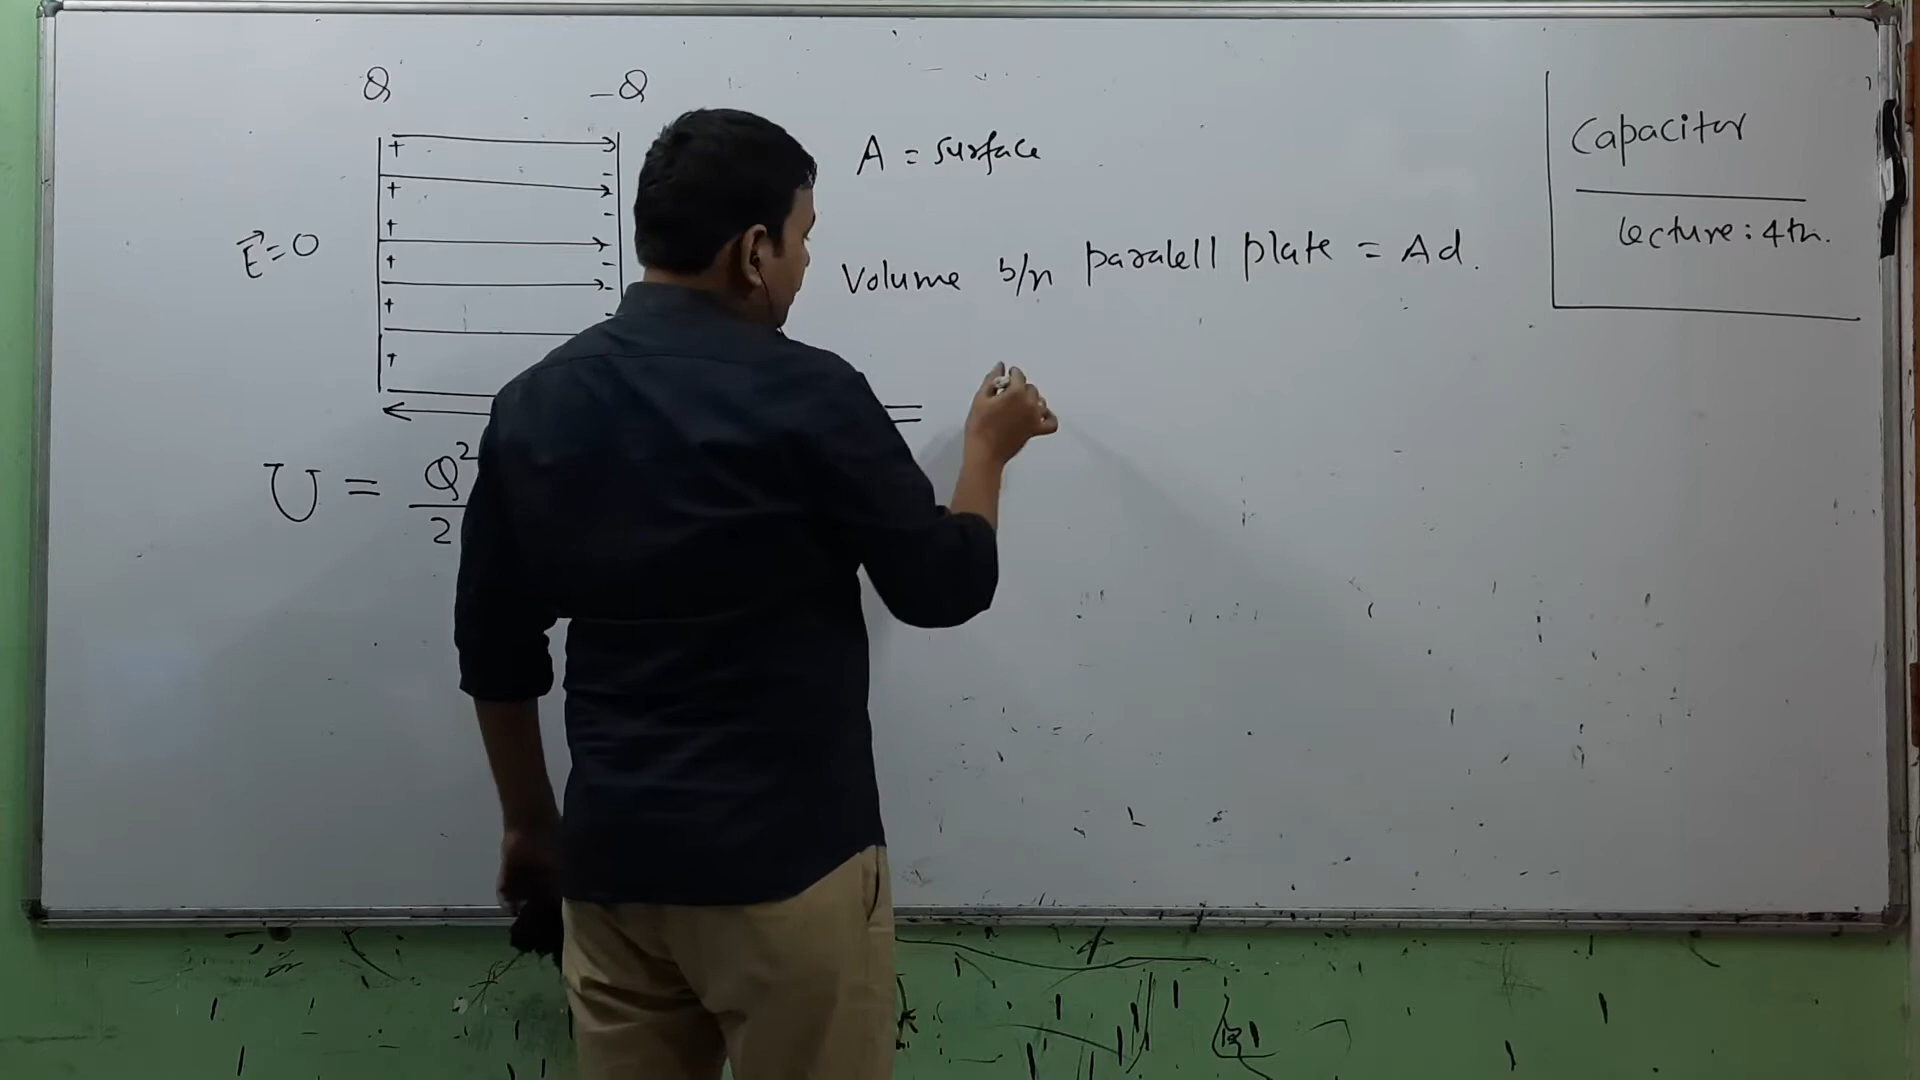 Q -Q
A = surface
E⃗=0
Volume b/n paralell plate = Ad.
=
U = Q²
2
Capacitor
Lecture: 4th.